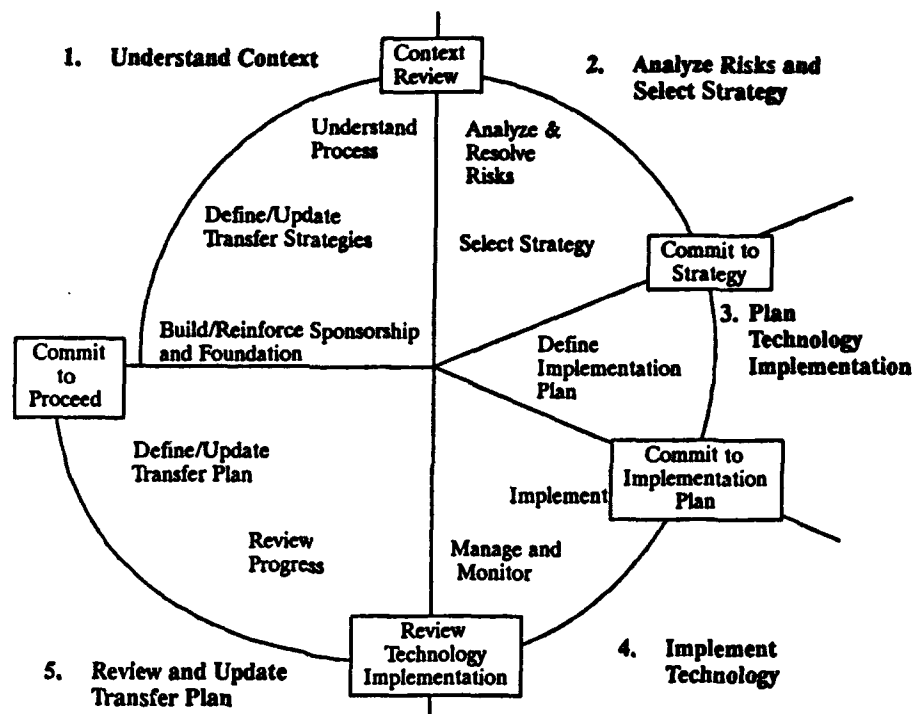 1. Understand Context
Context
Review
2. Analyze Risks and
Select Strategy
Understand
Process
Analyze &
Resolve
Risks
Define/Update
Transfer Strategies
Select Strategy
Commit to
Strategy
Build/Reinforce Sponsorship
and Foundation
3. Plan
Technology
Implementation
Define
Implementation
Plan
Commit
to
Proceed
Define/Update
Transfer Plan
Commit to
Implementation
Plan
Implement
Review
Progress
Manage and
Monitor
Review
Technology
Implementation
4. Implement
Technology
5. Review and Update
Transfer Plan